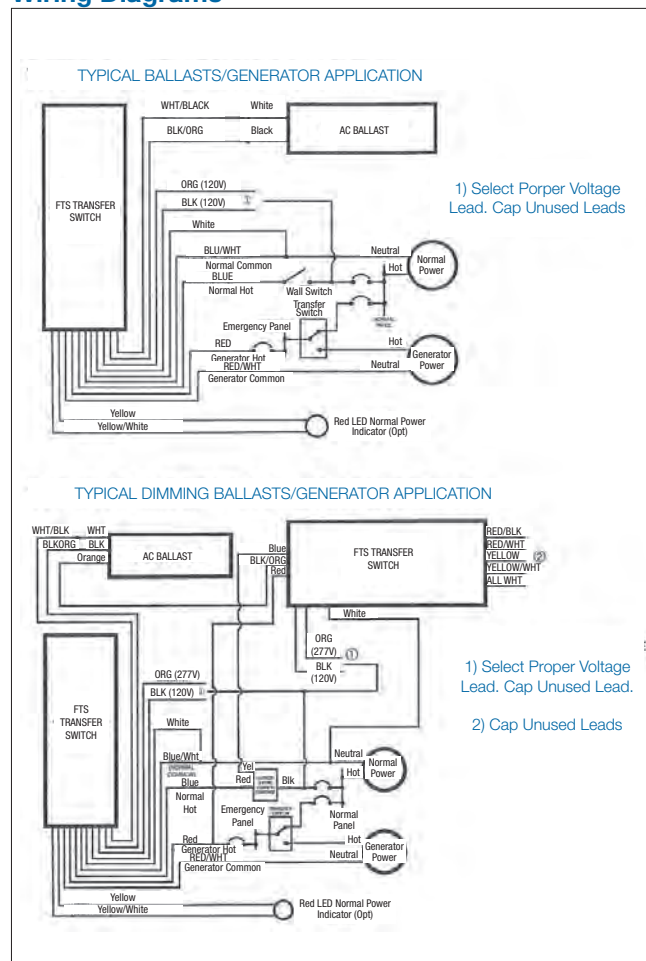 Wiring Diagrams
TYPICAL BALLASTS/GENERATOR APPLICATION
WHT/BLACK White
BLK/ORG Black
AC BALLAST
FTS TRANSFER
SWITCH
ORG (120V)
BLK (120V)
White
BLU/WHT
Normal Common
BLUE
Normal Hot
Wall Switch
Transfer
Switch
Neutral
Hot
Normal
Power
Emergency Panel
RED
Generator Hot
RED/WHT
Generator Common
Hot
Neutral
Generator
Power
Yellow
Yellow/White
Red LED Normal Power
Indicator (Opt)
1) Select Porper Voltage
Lead. Cap Unused Leads
TYPICAL DIMMING BALLASTS/GENERATOR APPLICATION
WHT/BLK WHT
BLKORG BLK
Orange
AC BALLAST
Blue
BLK/ORG
Red
FTS TRANSFER
SWITCH
RED/BLK
RED/WHT
YELLOW (2)
YELLOW/WHT
ALL WHT
White
ORG
(277V) (1)
BLK
(120V)
FTS
TRANSFER
SWITCH
ORG (277V)
BLK (120V)
White
Blue/Wht
Blue
Normal
Hot
Yel
Red
Blk
Neutral
Hot
Normal
Power
Emergency
Panel
Normal
Panel
Red
Generator Hot
RED/WHT
Generator Common
Hot
Neutral
Generator
Power
Yellow
Yellow/White
Red LED Normal Power
Indicator (Opt)
1) Select Proper Voltage
Lead. Cap Unused Lead.
2) Cap Unused Leads